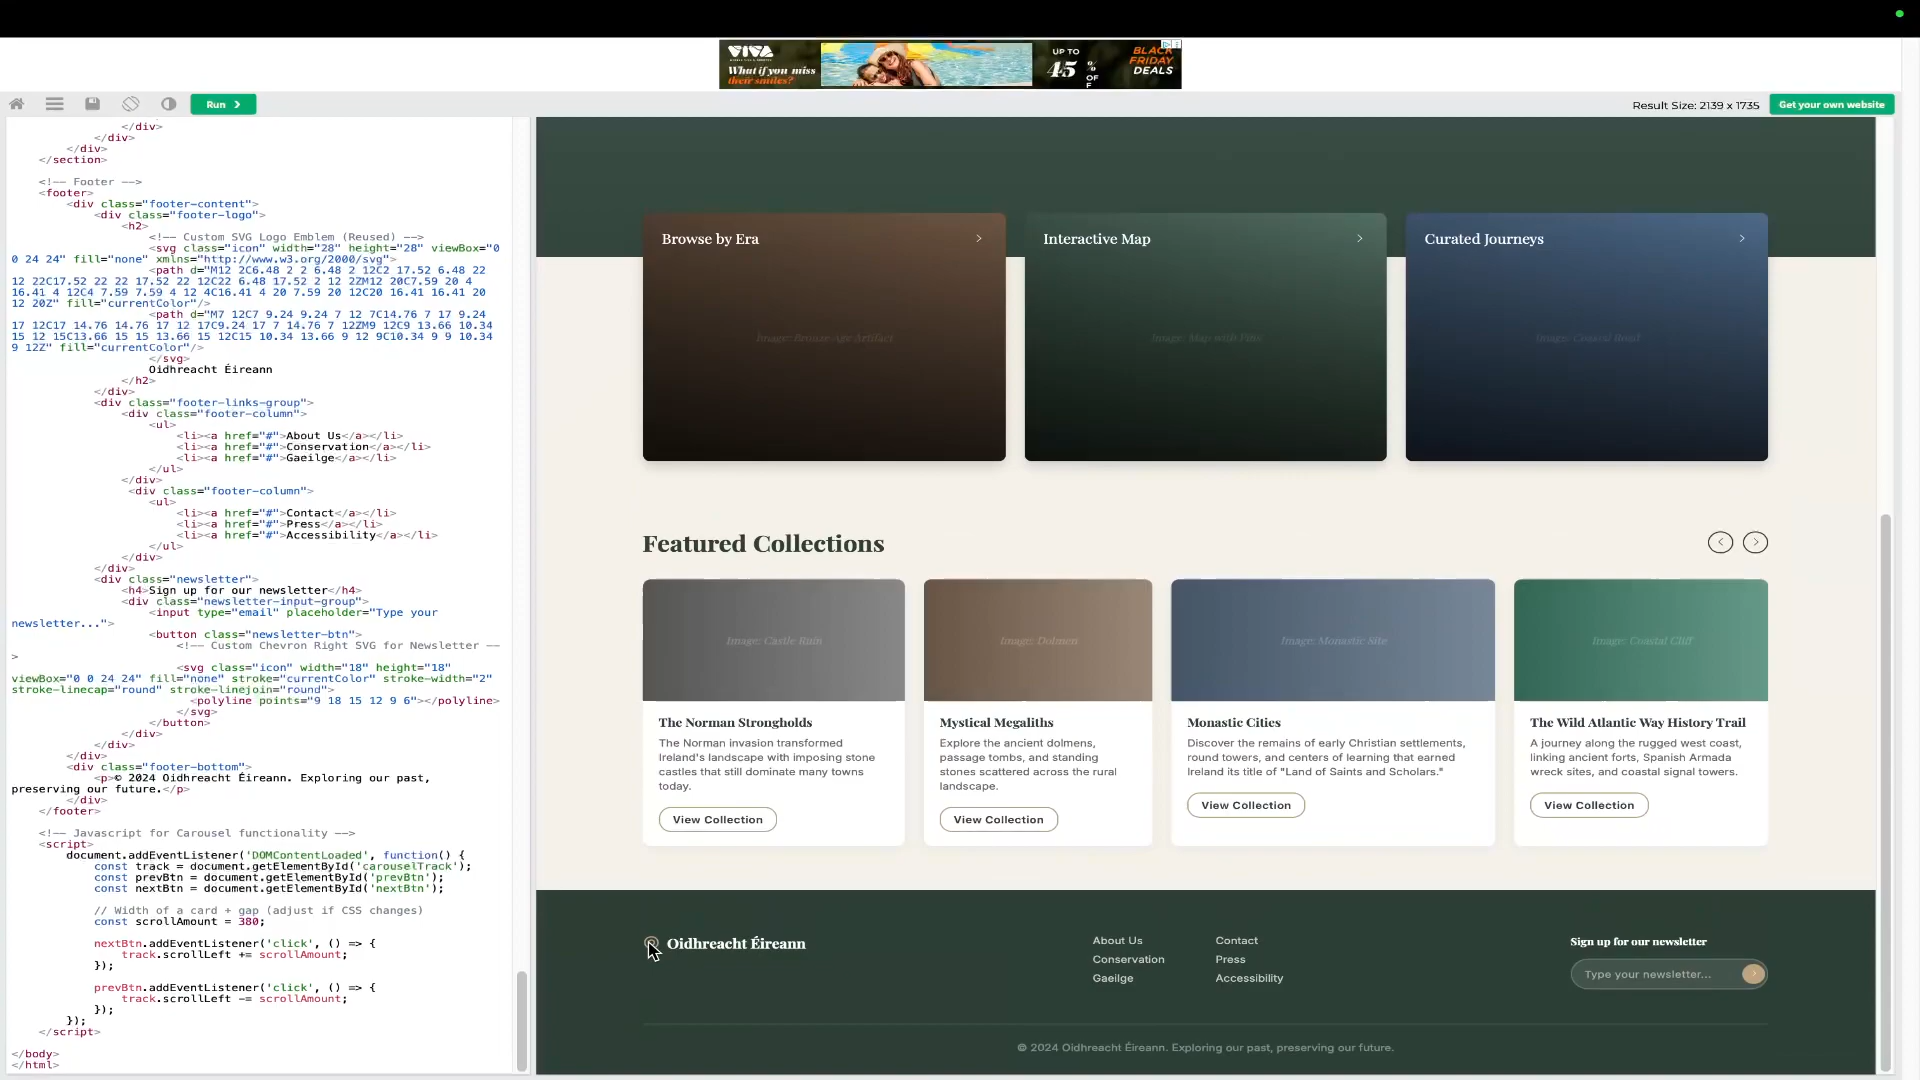 VIVA
What if you miss
their smiles?
UP TO
45 % OF F
BLACK
FRIDAY
DEALS
Run ❯
Result Size: 2139 x 1735
Get your own website
</div>
</div>
</div>
</section>
<!-- Footer -->
<footer>
<div class="footer-content">
<div class="footer-logo">
<h2>
<!-- Custom SVG Logo Emblem (Reused) -->
<svg class="icon" width="28" height="28" viewBox="0
0 24 24" fill="none" xmlns="http://www.w3.org/2000/svg">
<path d="M12 2C6.48 2 2 6.48 2 12C2 17.52 6.48 22
12 22C17.52 22 22 17.52 22 12C22 6.48 17.52 2 12 2ZM12 20C7.59 20 4
16.41 4 12C4 7.59 7.59 4 12 4C16.41 4 20 7.59 20 12C20 16.41 16.41 20
12 20Z" fill="currentColor"/>
<path d="M7 12C7 9.24 9.24 7 12 7C14.76 7 17 9.24
17 12C17 14.76 14.76 17 12 17C9.24 17 7 14.76 7 12ZM9 12C9 13.66 10.34
15 12 15C13.66 15 15 13.66 15 12C15 10.34 13.66 9 12 9C10.34 9 9 10.34
9 12Z" fill="currentColor"/>
</svg>
Oidhreacht Éireann
</h2>
</div>
<div class="footer-links-group">
<div class="footer-column">
<ul>
<li><a href="#">About Us</a></li>
<li><a href="#">Conservation</a></li>
<li><a href="#">Gaeilge</a></li>
</ul>
</div>
<div class="footer-column">
<ul>
<li><a href="#">Contact</a></li>
<li><a href="#">Press</a></li>
<li><a href="#">Accessibility</a></li>
</ul>
</div>
</div>
<div class="newsletter">
<h4>Sign up for our newsletter</h4>
<div class="newsletter-input-group">
<input type="email" placeholder="Type your
newsletter...">
<button class="newsletter-btn">
<!-- Custom Chevron Right SVG for Newsletter --
>
<svg class="icon" width="18" height="18"
viewBox="0 0 24 24" fill="none" stroke="currentColor" stroke-width="2"
stroke-linecap="round" stroke-linejoin="round">
<polyline points="9 18 15 12 9 6"></polyline>
</svg>
</button>
</div>
</div>
</div>
<div class="footer-bottom">
<p>© 2024 Oidhreacht Éireann. Exploring our past,
preserving our future.</p>
</div>
</footer>
<!-- Javascript for Carousel functionality -->
<script>
document.addEventListener('DOMContentLoaded', function() {
const track = document.getElementById('carouselTrack');
const prevBtn = document.getElementById('prevBtn');
const nextBtn = document.getElementById('nextBtn');
// Width of a card + gap (adjust if CSS changes)
const scrollAmount = 380;
nextBtn.addEventListener('click', () => {
track.scrollLeft += scrollAmount;
});
prevBtn.addEventListener('click', () => {
track.scrollLeft -= scrollAmount;
});
});
</script>
</body>
</html>
Browse by Era
Image: Bronze Age Artifact
Interactive Map
Image: Map with Pins
Curated Journeys
Image: Coastal Road
Featured Collections
Image: Castle Ruin
The Norman Strongholds
The Norman invasion transformed
Ireland's landscape with imposing stone
castles that still dominate many towns
today.
View Collection
Image: Dolmen
Mystical Megaliths
Explore the ancient dolmens,
passage tombs, and standing
stones scattered across the rural
landscape.
View Collection
Image: Monastic Site
Monastic Cities
Discover the remains of early Christian settlements,
round towers, and centers of learning that earned
Ireland its title of "Land of Saints and Scholars."
View Collection
Image: Coastal Cliff
The Wild Atlantic Way History Trail
A journey along the rugged west coast,
linking ancient forts, Spanish Armada
wreck sites, and coastal signal towers.
View Collection
Oidhreacht Éireann
About Us
Conservation
Gaeilge
Contact
Press
Accessibility
Sign up for our newsletter
Type your newsletter...
© 2024 Oidhreacht Éireann. Exploring our past, preserving our future.